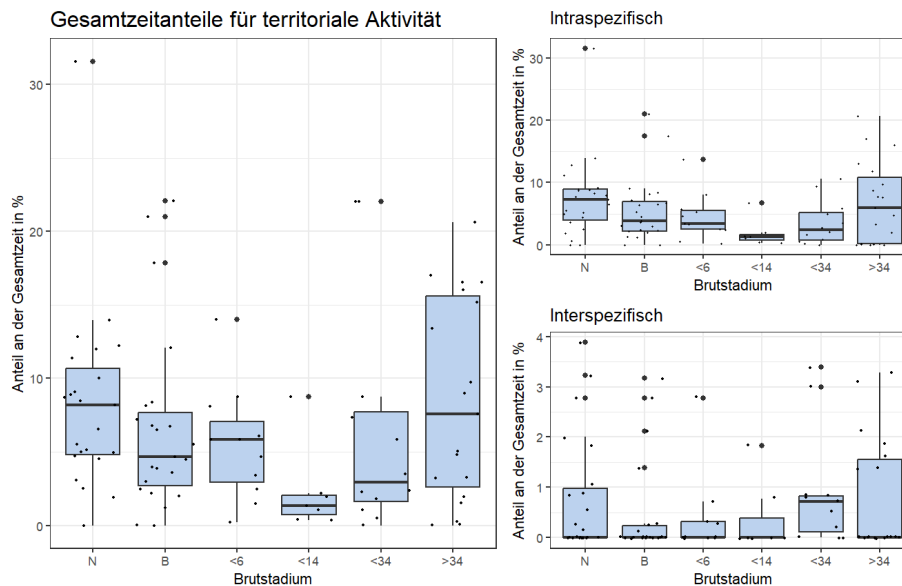 Gesamtzeitanteile für territoriale Aktivität
Anteil an der Gesamtzeit in %
30
20
10
0
N B <6 <14 <34 >34
Brutstadium
Intraspezifisch
Anteil an der Gesamtzeit in %
30
20
10
0
N B <6 <14 <34 >34
Brutstadium
Interspezifisch
Anteil an der Gesamtzeit in %
4
3
2
1
0
N B <6 <14 <34 >34
Brutstadium